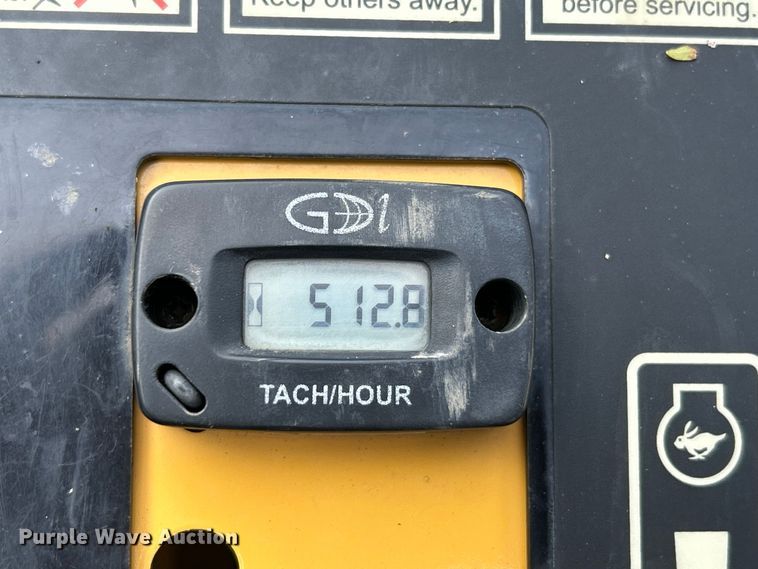 Keep others away.
before servicing.
GDI
512.8
TACH/HOUR
Purple Wave Auction